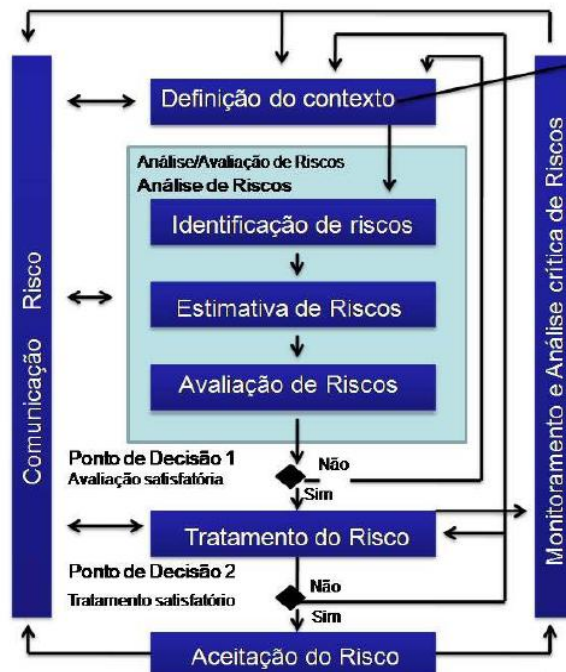 Definição do contexto
Análise/Avaliação de Riscos
Análise de Riscos
Identificação de riscos
Estimativa de Riscos
Avaliação de Riscos
Comunicação Risco
Monitoramento e Análise crítica de Riscos
Ponto de Decisão 1
Avaliação satisfatória
Não
Sim
Tratamento do Risco
Ponto de Decisão 2
Tratamento satisfatório
Não
Sim
Aceitação do Risco